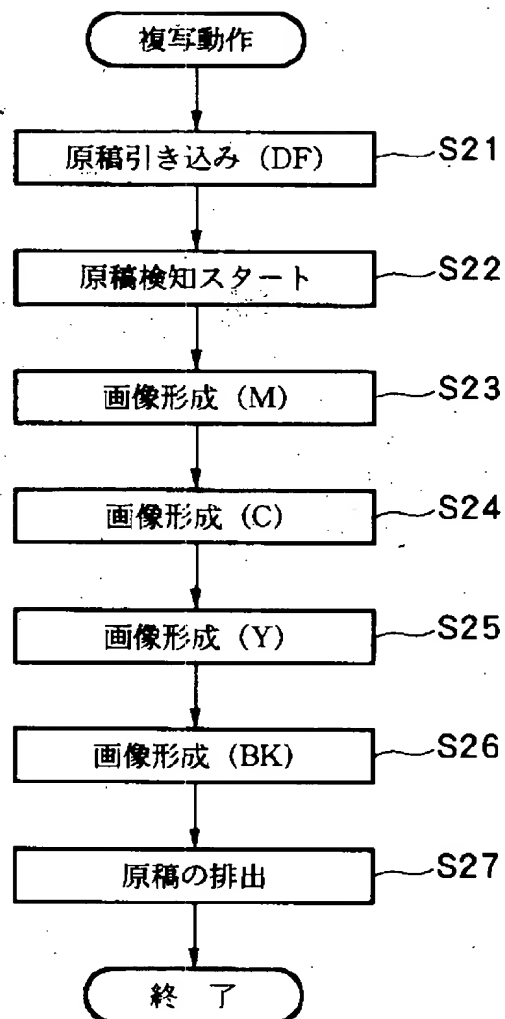 複写動作
原稿引き込み (DF) S21
原稿検知スタート S22
画像形成 (M) S23
画像形成 (C) S24
画像形成 (Y) S25
画像形成 (BK) S26
原稿の排出 S27
終 了